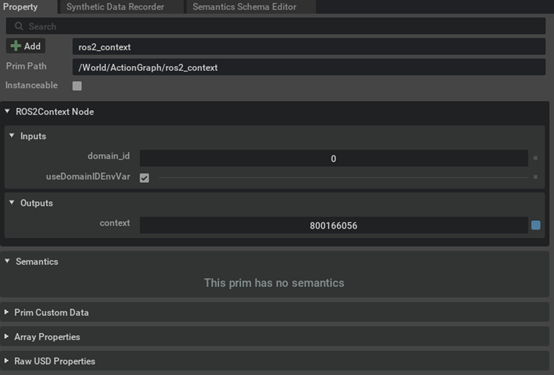 Property Synthetic Data Recorder Semantics Schema Editor
Search
Add ros2_context
Prim Path /World/ActionGraph/ros2_context
Instanceable
ROS2Context Node
Inputs
domain_id 0
useDomainIDEnvVar
Outputs
context 800166056
Semantics
This prim has no semantics
Prim Custom Data
Array Properties
Raw USD Properties